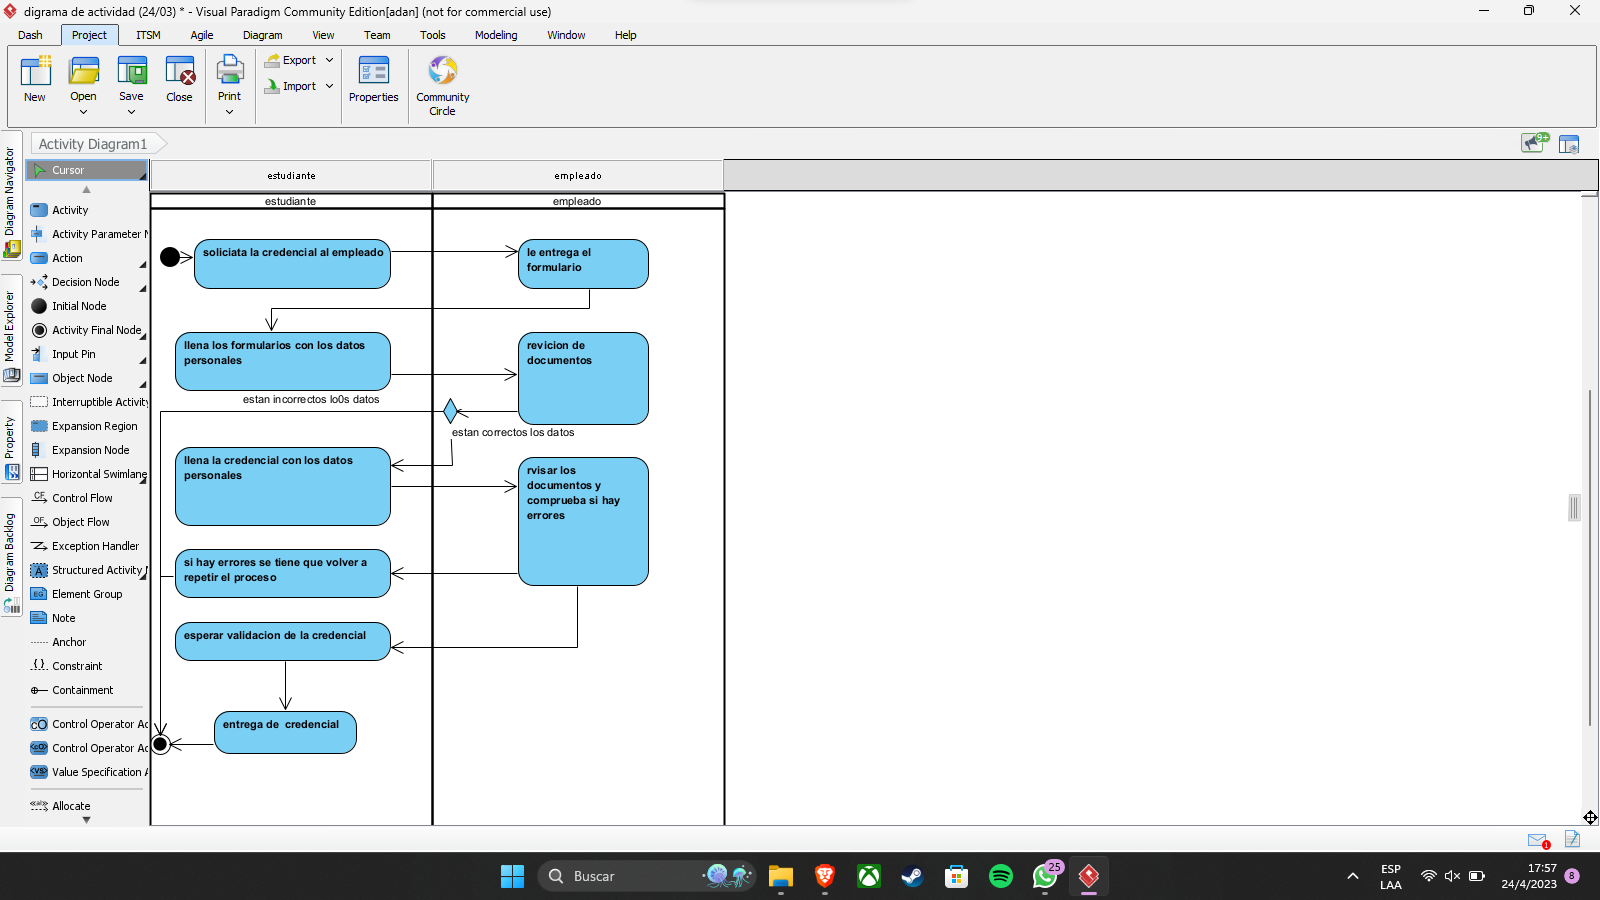 digrama de actividad (24/03) * - Visual Paradigm Community Edition[adan] (not for commercial use)
Dash Project ITSM Agile Diagram View Team Tools Modeling Window Help
New Open Save Close Print Export Import Properties Community Circle
Activity Diagram1
9+
Diagram Navigator
Model Explorer
Property
Diagram Backlog
Cursor
Activity
Activity Parameter N
Action
Decision Node
Initial Node
Activity Final Node
Input Pin
Object Node
Interruptible Activity
Expansion Region
Expansion Node
Horizontal Swimlane
Control Flow
Object Flow
Exception Handler
Structured Activity
Element Group
Note
Anchor
Constraint
Containment
Control Operator Ac
Control Operator Ac
Value Specification A
Allocate
estudiante empleado
estudiante empleado
soliciata la credencial al empleado
le entrega el
formulario
llena los formularios con los datos
personales
revicion de
documentos
estan incorrectos lo0s datos
estan correctos los datos
llena la credencial con los datos
personales
rvisar los
documentos y
comprueba si hay
errores
si hay errores se tiene que volver a
repetir el proceso
esperar validacion de la credencial
entrega de credencial
1
Buscar
25
ESP
LAA
17:57
24/4/2023
8